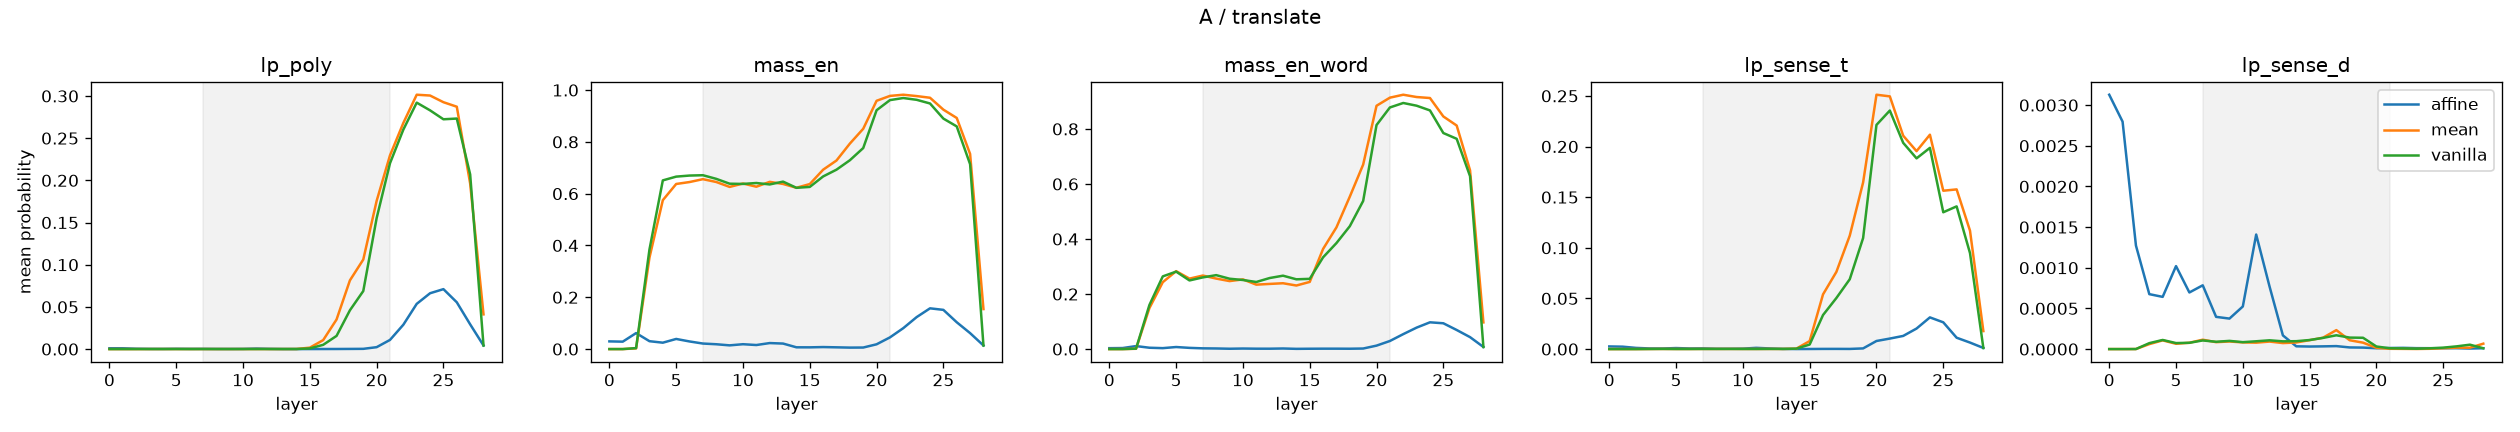 A / translate
lp_poly
mass_en
mass_en_word
lp_sense_t
lp_sense_d
mean probability
0.30
0.25
0.20
0.15
0.10
0.05
0.00
0 5 10 15 20 25
layer
1.0
0.8
0.6
0.4
0.2
0.0
0 5 10 15 20 25
layer
0.8
0.6
0.4
0.2
0.0
0 5 10 15 20 25
layer
0.25
0.20
0.15
0.10
0.05
0.00
0 5 10 15 20 25
layer
0.0030
0.0025
0.0020
0.0015
0.0010
0.0005
0.0000
0 5 10 15 20 25
layer
affine
mean
vanilla